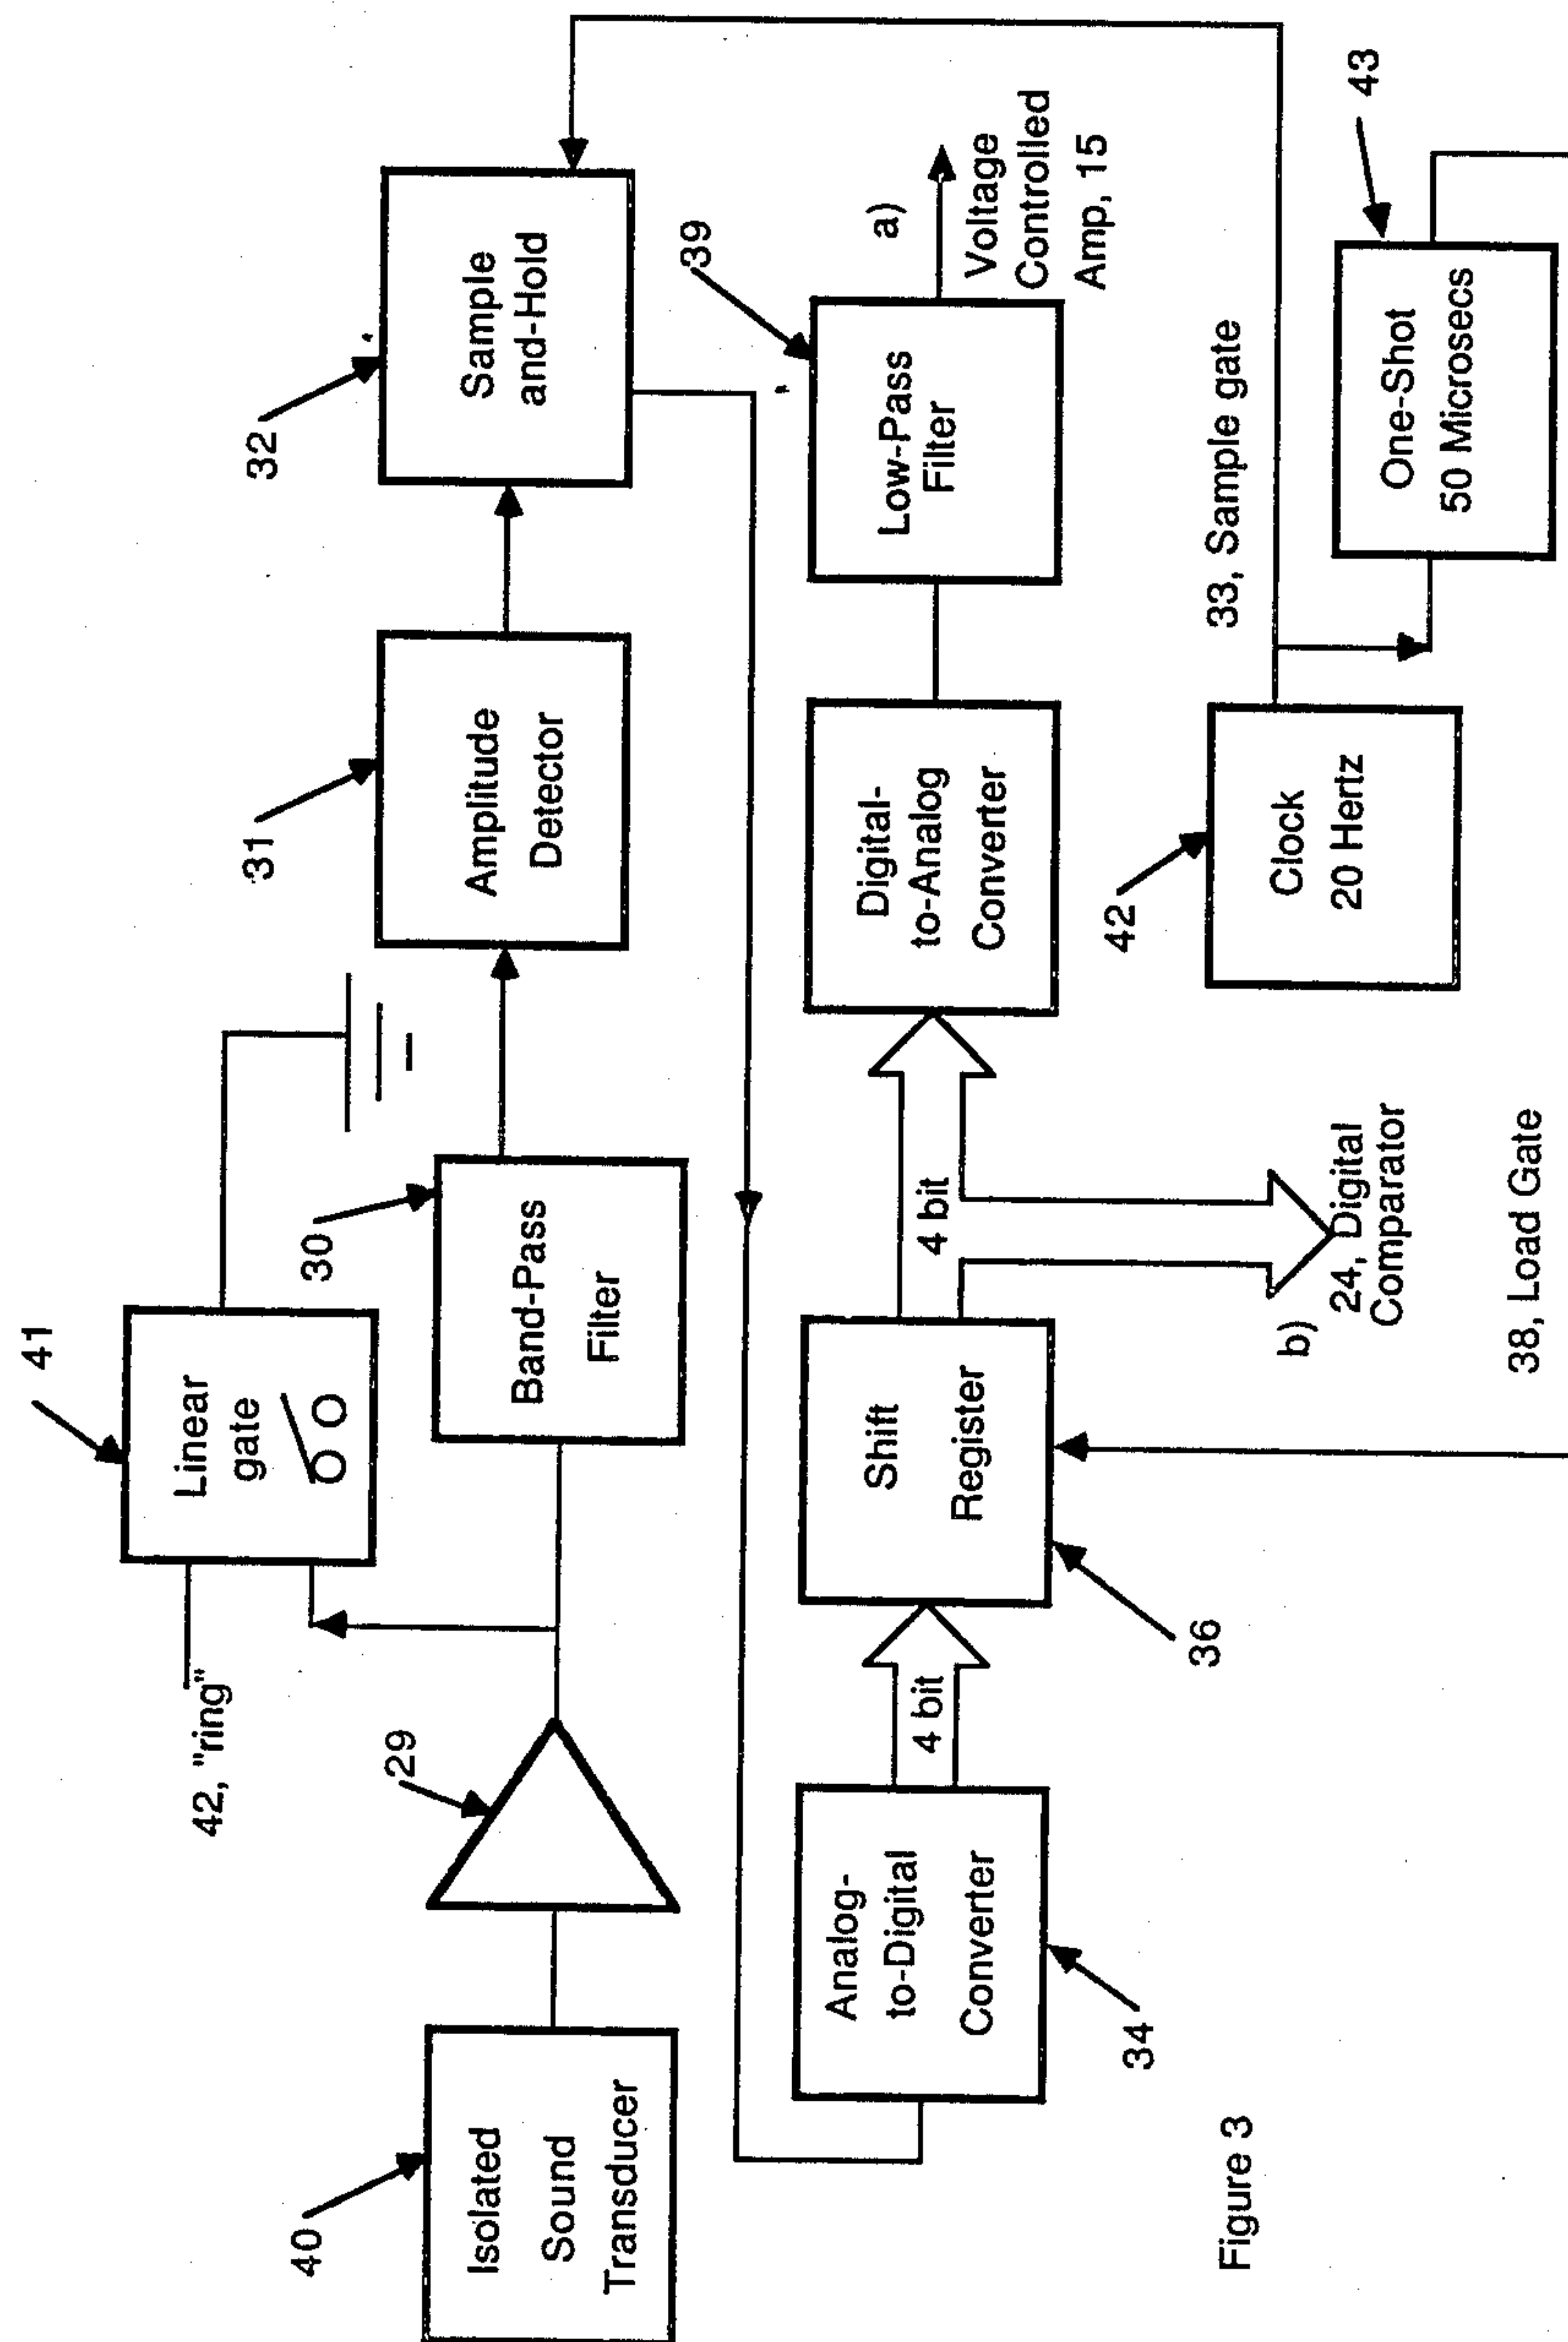 41
42, "ring"
Linear
gate
40
29
30
31
32
Isolated
Sound
Transducer
Band-Pass
Filter
Amplitude
Detector
Sample
and-Hold
39
Analog-
to-Digital
Converter
4 bit
Shift
Register
4 bit
Digital-
to-Analog
Converter
Low-Pass
Filter
a)
Voltage
Controlled
Amp, 15
34
36
b)
24, Digital
Comparator
42
33, Sample gate
Clock
20 Hertz
43
One-Shot
50 Microsecs
38, Load Gate
Figure 3